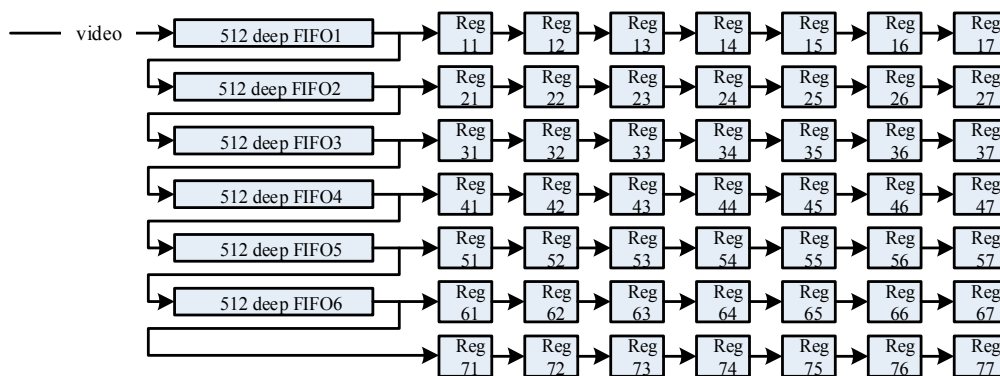 video
512 deep FIFO1
Reg 11
Reg 12
Reg 13
Reg 14
Reg 15
Reg 16
Reg 17
512 deep FIFO2
Reg 21
Reg 22
Reg 23
Reg 24
Reg 25
Reg 26
Reg 27
512 deep FIFO3
Reg 31
Reg 32
Reg 33
Reg 34
Reg 35
Reg 36
Reg 37
512 deep FIFO4
Reg 41
Reg 42
Reg 43
Reg 44
Reg 45
Reg 46
Reg 47
512 deep FIFO5
Reg 51
Reg 52
Reg 53
Reg 54
Reg 55
Reg 56
Reg 57
512 deep FIFO6
Reg 61
Reg 62
Reg 63
Reg 64
Reg 65
Reg 66
Reg 67
Reg 71
Reg 72
Reg 73
Reg 74
Reg 75
Reg 76
Reg 77